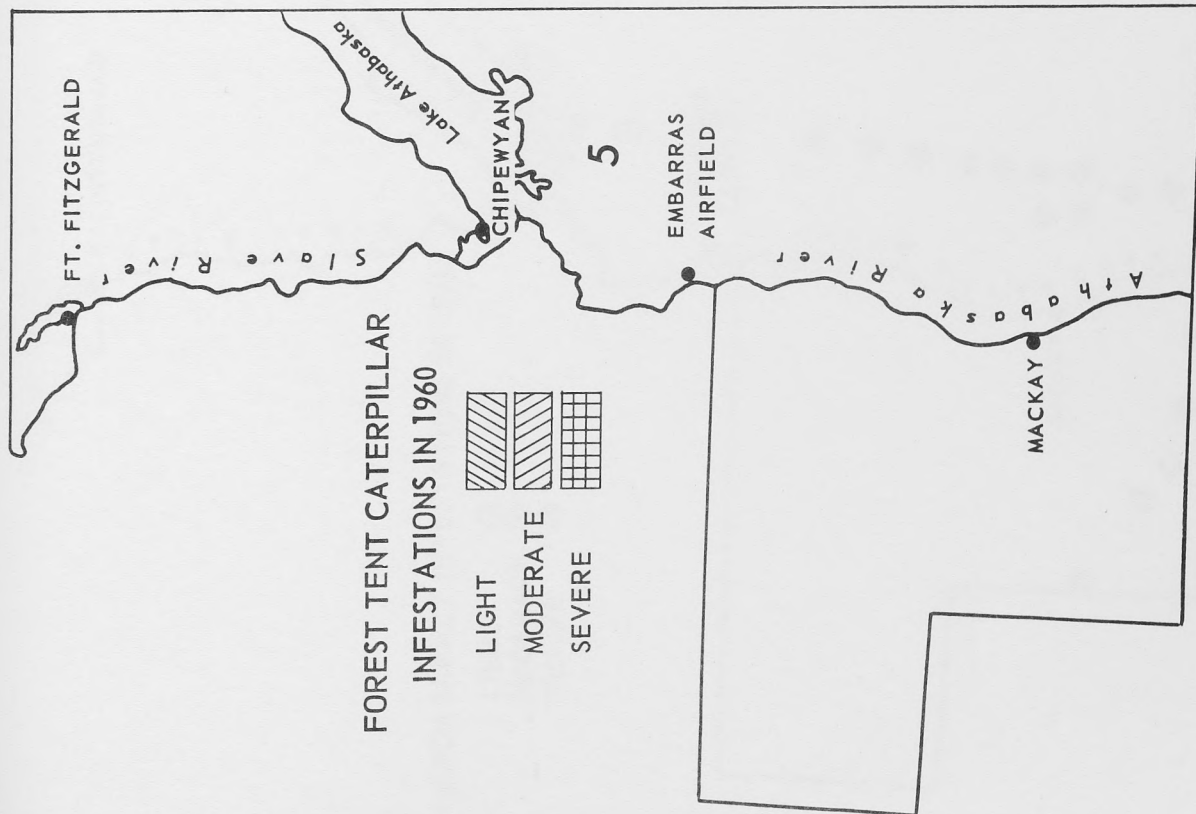 FT. FITZGERALD
Slave River
Lake Athabaska
CHIPEWYAN
5
EMBARRAS
AIRFIELD
Athabaska River
MACKAY
FOREST TENT CATERPILLAR
INFESTATIONS IN 1960
LIGHT
MODERATE
SEVERE